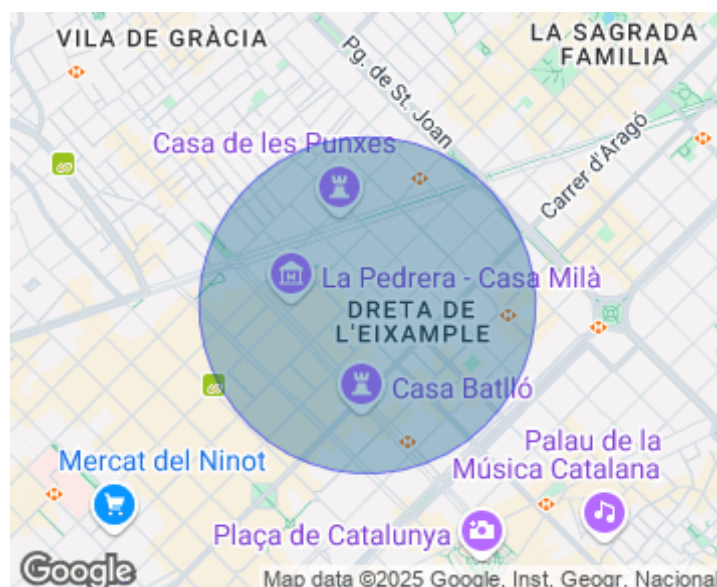 VILA DE GRÀCIA
LA SAGRADA
FAMILIA
Pg. de St. Joan
Casa de les Punxes
Carrer d'Aragó
La Pedrera - Casa Milà
DRETA DE
L'EIXAMPLE
Casa Batlló
Mercat del Ninot
Palau de la
Música Catalana
Plaça de Catalunya
Google
Map data ©2025 Google, Inst. Geogr. Nacional